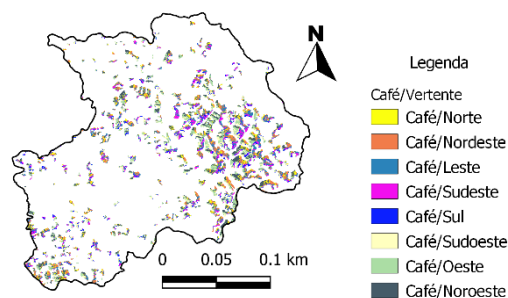 N
Legenda
Café/Vertente
Café/Norte
Café/Nordeste
Café/Leste
Café/Sudeste
Café/Sul
Café/Sudoeste
Café/Oeste
Café/Noroeste
0 0.05 0.1 km